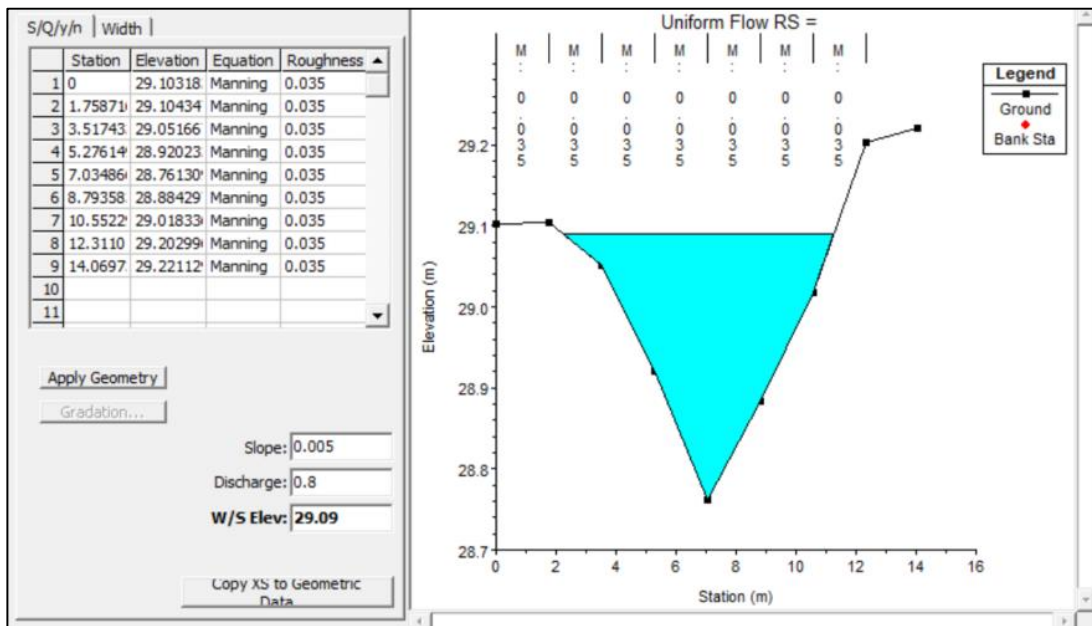 S/Q/y/n Width
Station Elevation Equation Roughness
1 0 29.10318 Manning 0.035
2 1.75871 29.10434 Manning 0.035
3 3.51743 29.05166 Manning 0.035
4 5.27614 28.92023 Manning 0.035
5 7.03486 28.76130 Manning 0.035
6 8.79358 28.88429 Manning 0.035
7 10.5522 29.01833 Manning 0.035
8 12.3110 29.20299 Manning 0.035
9 14.0697 29.22112 Manning 0.035
10
11
Apply Geometry
Gradation...
Slope: 0.005
Discharge: 0.8
W/S Elev: 29.09
Copy XS to Geometric
Data
Uniform Flow RS =
M M M M M M M
: : : : : : :
0 0 0 0 0 0 0
. . . . . . .
0 0 0 0 0 0 0
3 3 3 3 3 3 3
5 5 5 5 5 5 5
Legend
Ground
Bank Sta
Elevation (m)
29.2
29.1
29.0
28.9
28.8
28.7
0 2 4 6 8 10 12 14 16
Station (m)